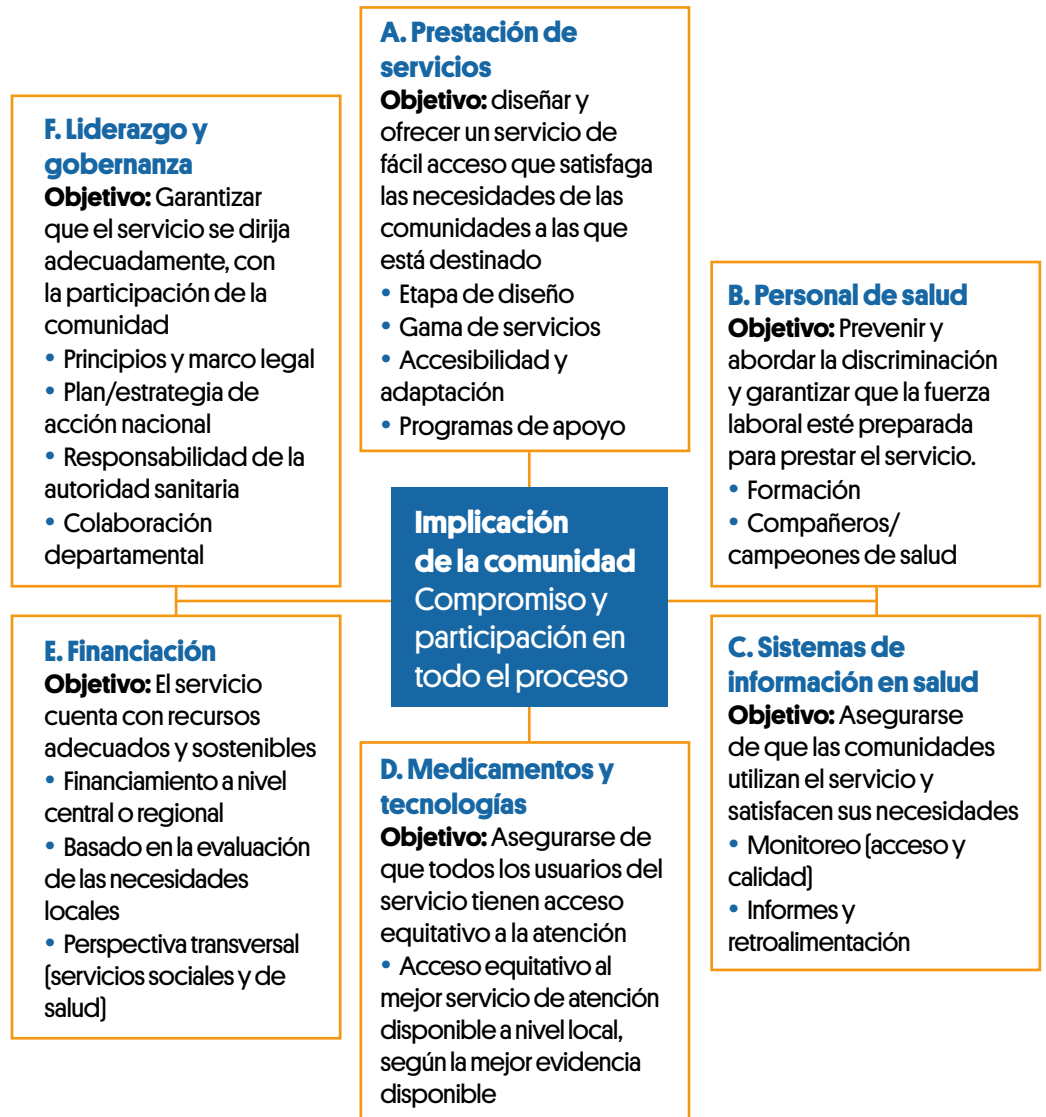 A. Prestación de
servicios
Objetivo: diseñar y
ofrecer un servicio de
fácil acceso que satisfaga
las necesidades de las
comunidades a las que
está destinado
• Etapa de diseño
• Gama de servicios
• Accesibilidad y
adaptación
• Programas de apoyo
F. Liderazgo y
gobernanza
Objetivo: Garantizar
que el servicio se dirija
adecuadamente, con
la participación de la
comunidad
• Principios y marco legal
• Plan/estrategia de
acción nacional
• Responsabilidad de la
autoridad sanitaria
• Colaboración
departamental
B. Personal de salud
Objetivo: Prevenir y
abordar la discriminación
y garantizar que la fuerza
laboral esté preparada
para prestar el servicio.
• Formación
• Compañeros/
campeones de salud
Implicación
de la comunidad
Compromiso y
participación en
todo el proceso
E. Financiación
Objetivo: El servicio
cuenta con recursos
adecuados y sostenibles
• Financiamiento a nivel
central o regional
• Basado en la evaluación
de las necesidades
locales
• Perspectiva transversal
(servicios sociales y de
salud)
D. Medicamentos y
tecnologías
Objetivo: Asegurarse de
que todos los usuarios del
servicio tienen acceso
equitativo a la atención
• Acceso equitativo al
mejor servicio de atención
disponible a nivel local,
según la mejor evidencia
disponible
C. Sistemas de
información en salud
Objetivo: Asegurarse
de que las comunidades
utilizan el servicio y
satisfacen sus necesidades
• Monitoreo (acceso y
calidad)
• Informes y
retroalimentación